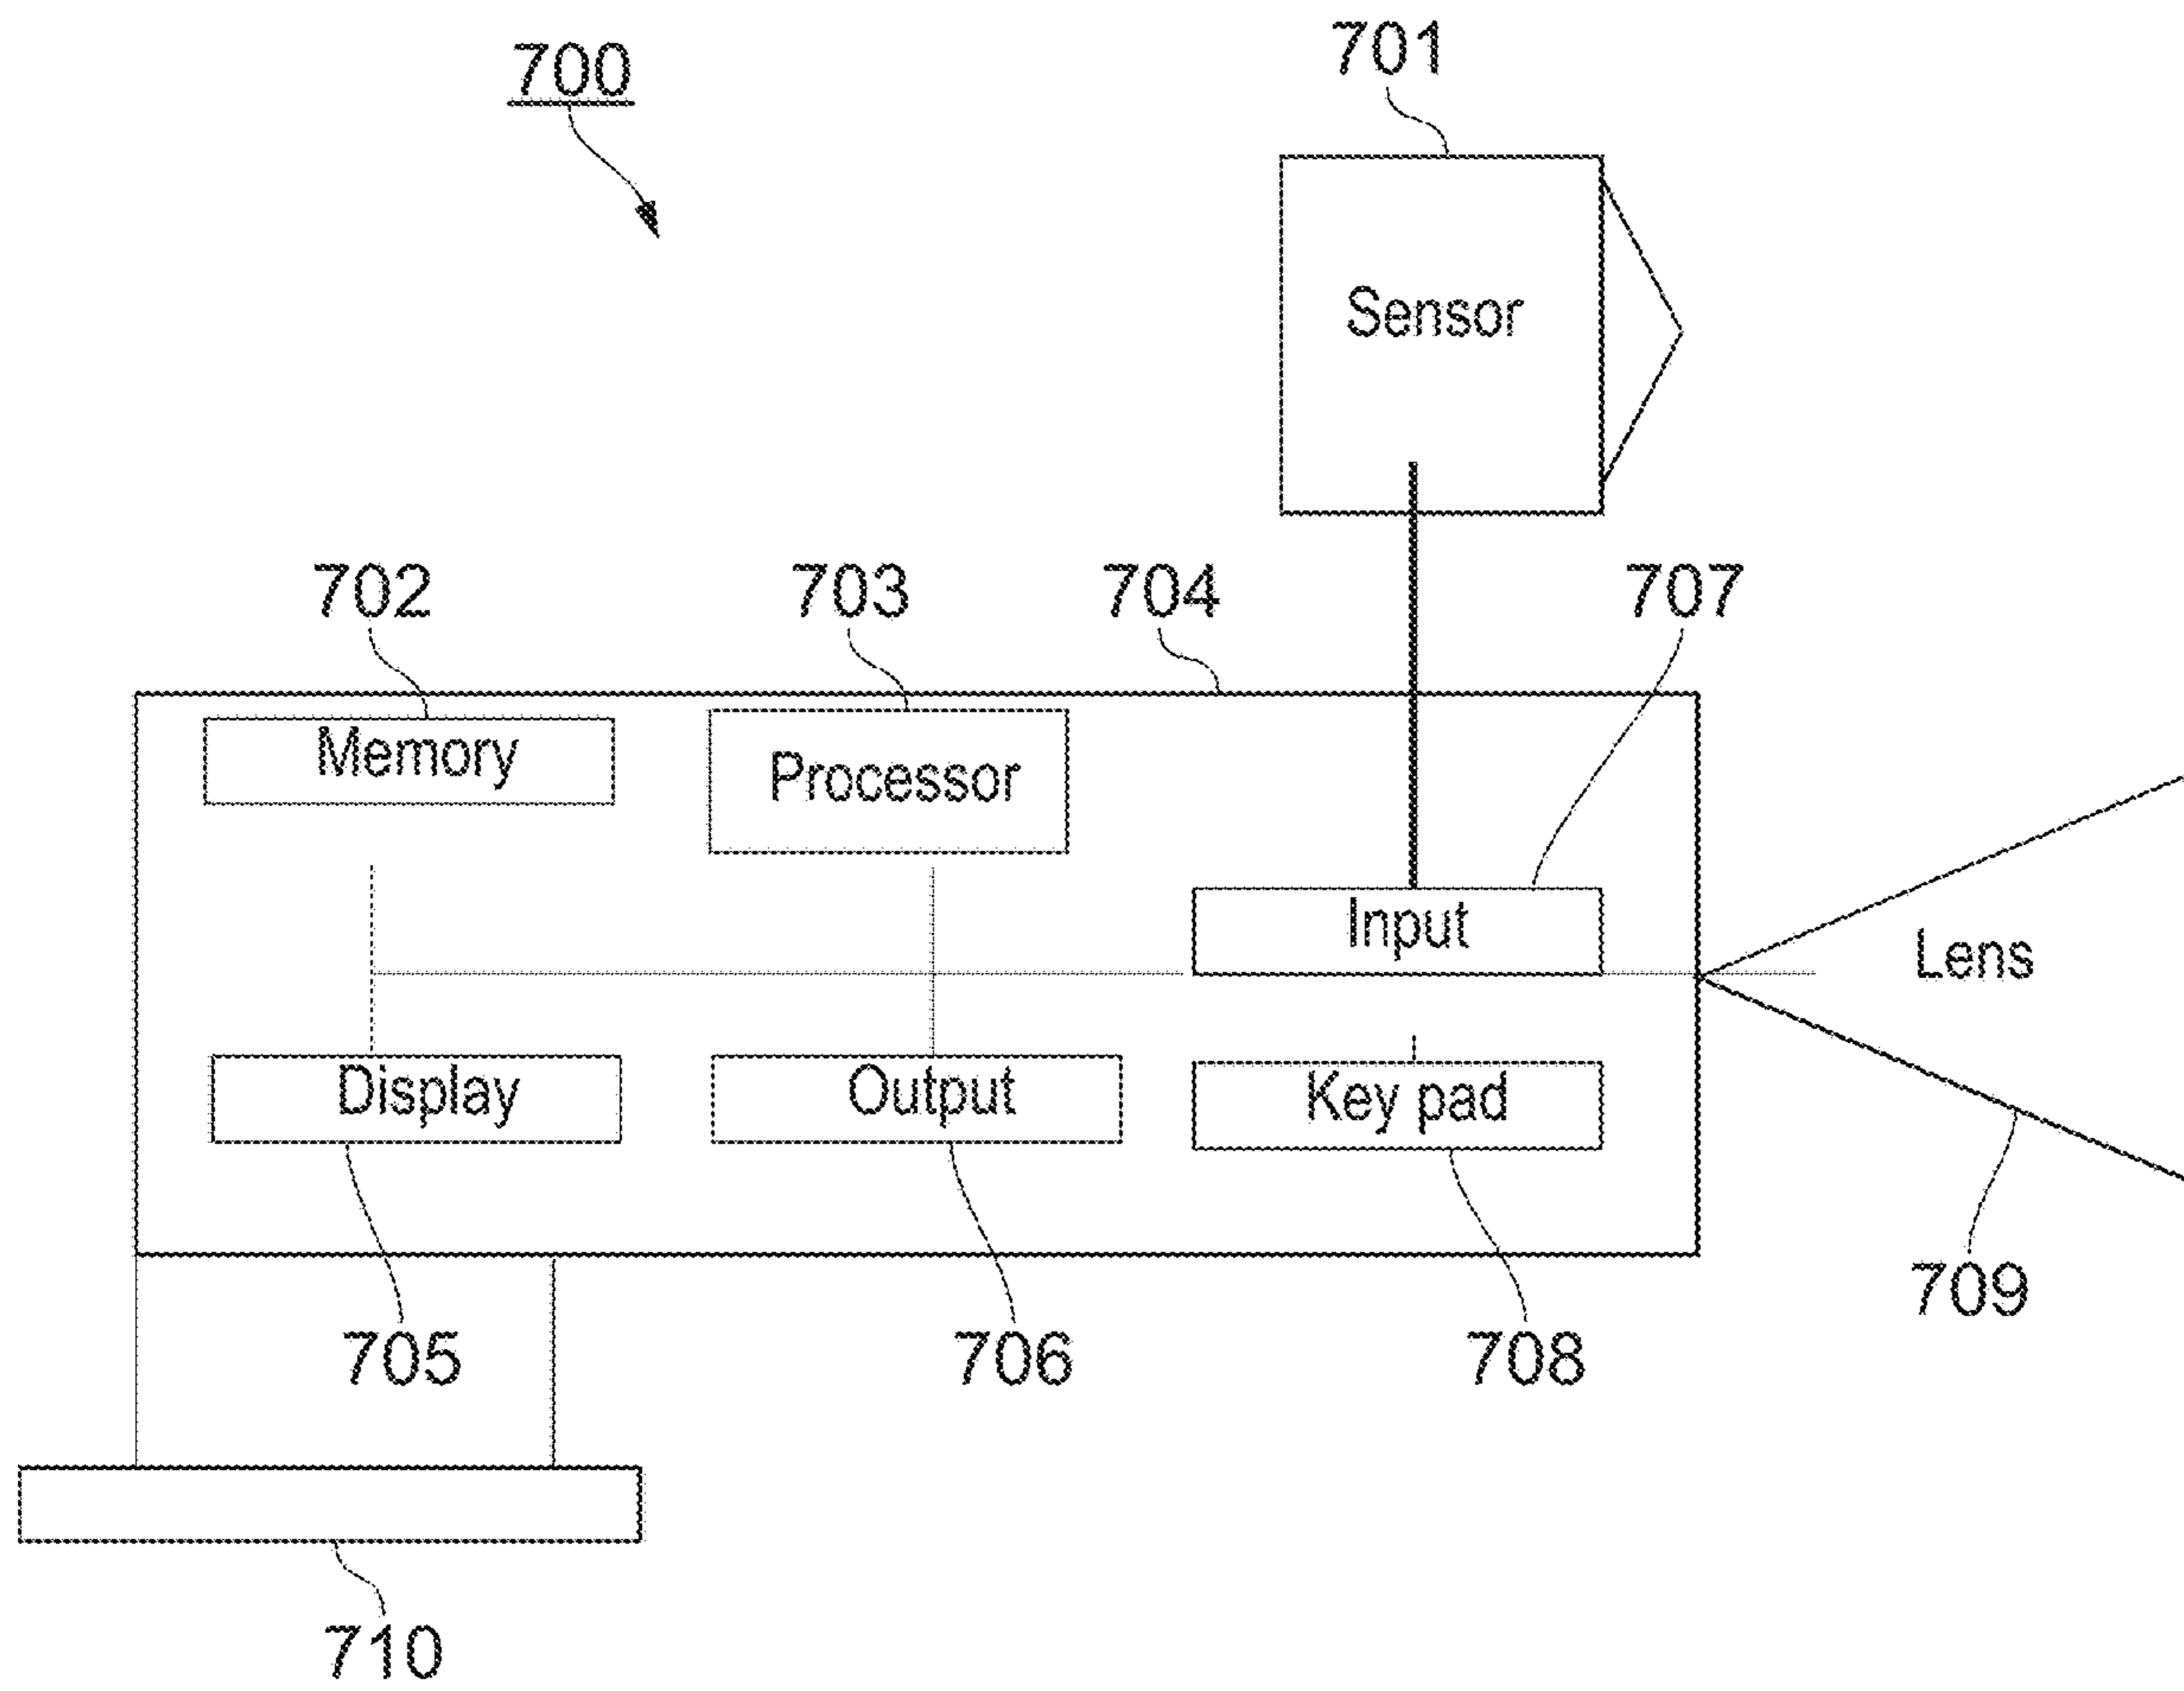 700
701
Sensor
702
703
704
707
Memory
Processor
Input
Lens
Display
Output
Key pad
709
705
706
708
710